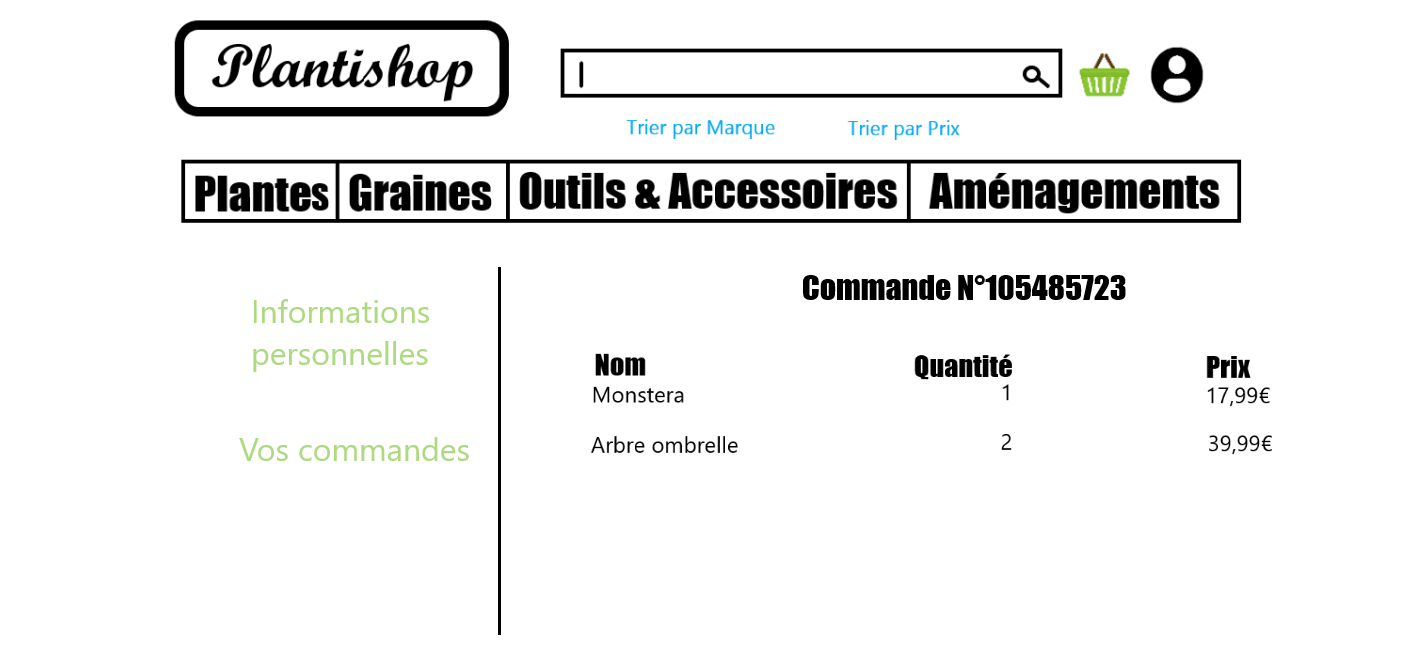 Plantishop
Trier par Marque Trier par Prix
Plantes Graines Outils & Accessoires Aménagements
Informations
personnelles
Vos commandes
Commande N°105485723
Nom Quantité Prix
Monstera 1 17,99€
Arbre ombrelle 2 39,99€